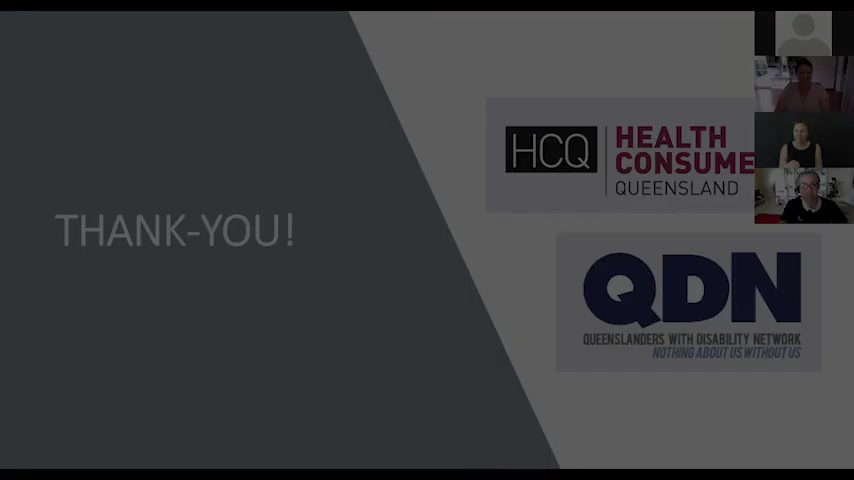 THANK-YOU!
HCQ
HEALTH
CONSUME
QUEENSLAND
QDN
QUEENSLANDERS WITH DISABILITY NETWORK
NOTHING ABOUT US WITHOUT US